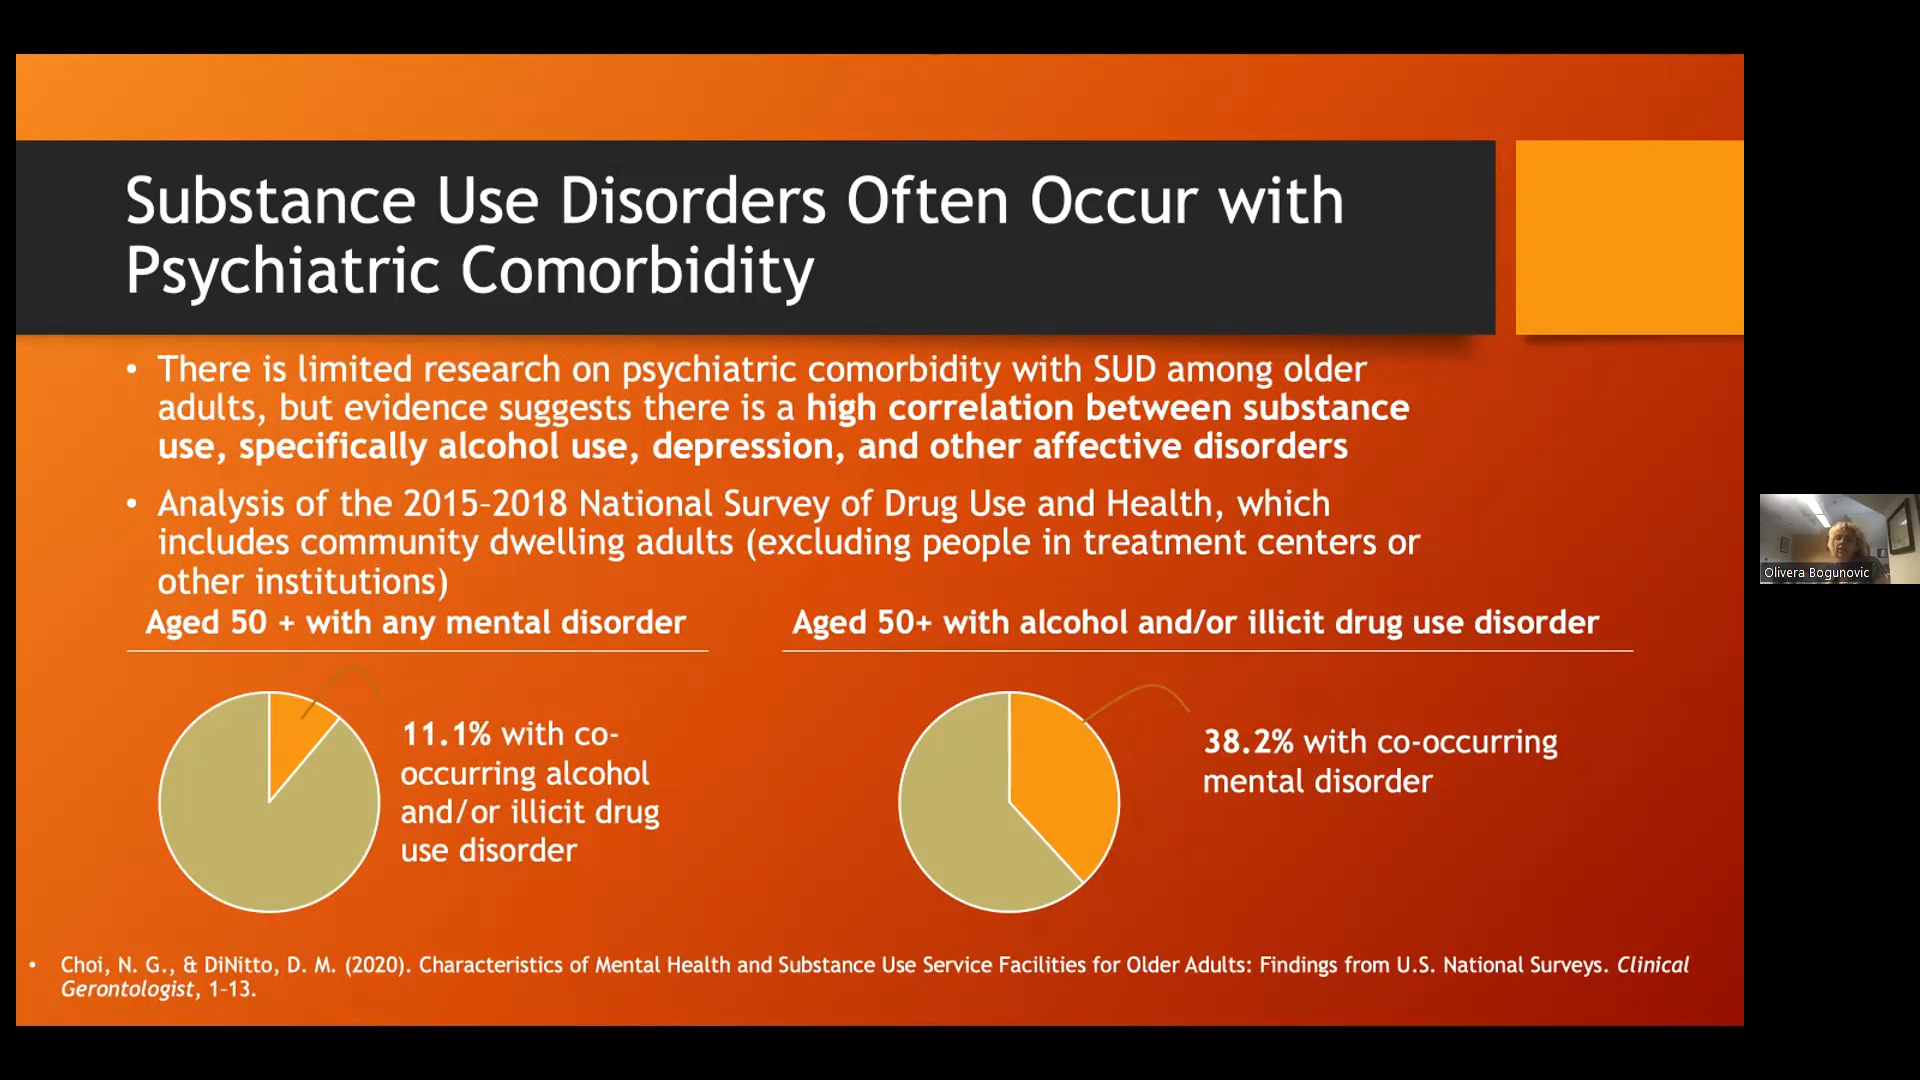 Substance Use Disorders Often Occur with
Psychiatric Comorbidity
• There is limited research on psychiatric comorbidity with SUD among older
adults, but evidence suggests there is a high correlation between substance
use, specifically alcohol use, depression, and other affective disorders
• Analysis of the 2015–2018 National Survey of Drug Use and Health, which
includes community dwelling adults (excluding people in treatment centers or
other institutions)
Aged 50 + with any mental disorder
11.1% with co-
occurring alcohol
and/or illicit drug
use disorder
Aged 50+ with alcohol and/or illicit drug use disorder
38.2% with co-occurring
mental disorder
• Choi, N. G., & DiNitto, D. M. (2020). Characteristics of Mental Health and Substance Use Service Facilities for Older Adults: Findings from U.S. National Surveys. Clinical
Gerontologist, 1–13.
Olivera Bogunovic